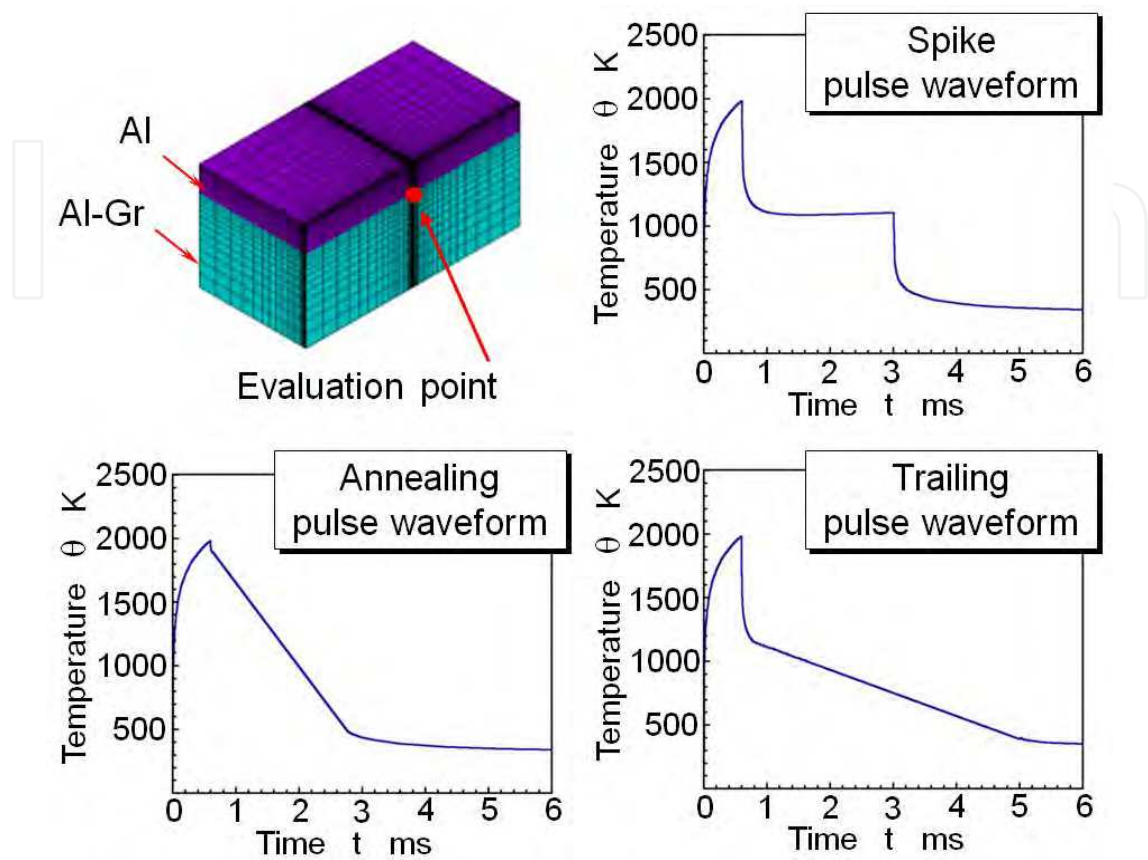 Al
Al-Gr
Evaluation point
Spike
pulse waveform
Temperature θ K
2500
2000
1500
1000
500
0 1 2 3 4 5 6
Time t ms
Annealing
pulse waveform
Temperature θ K
2500
2000
1500
1000
500
0 1 2 3 4 5 6
Time t ms
Trailing
pulse waveform
Temperature θ K
2500
2000
1500
1000
500
0 1 2 3 4 5 6
Time t ms